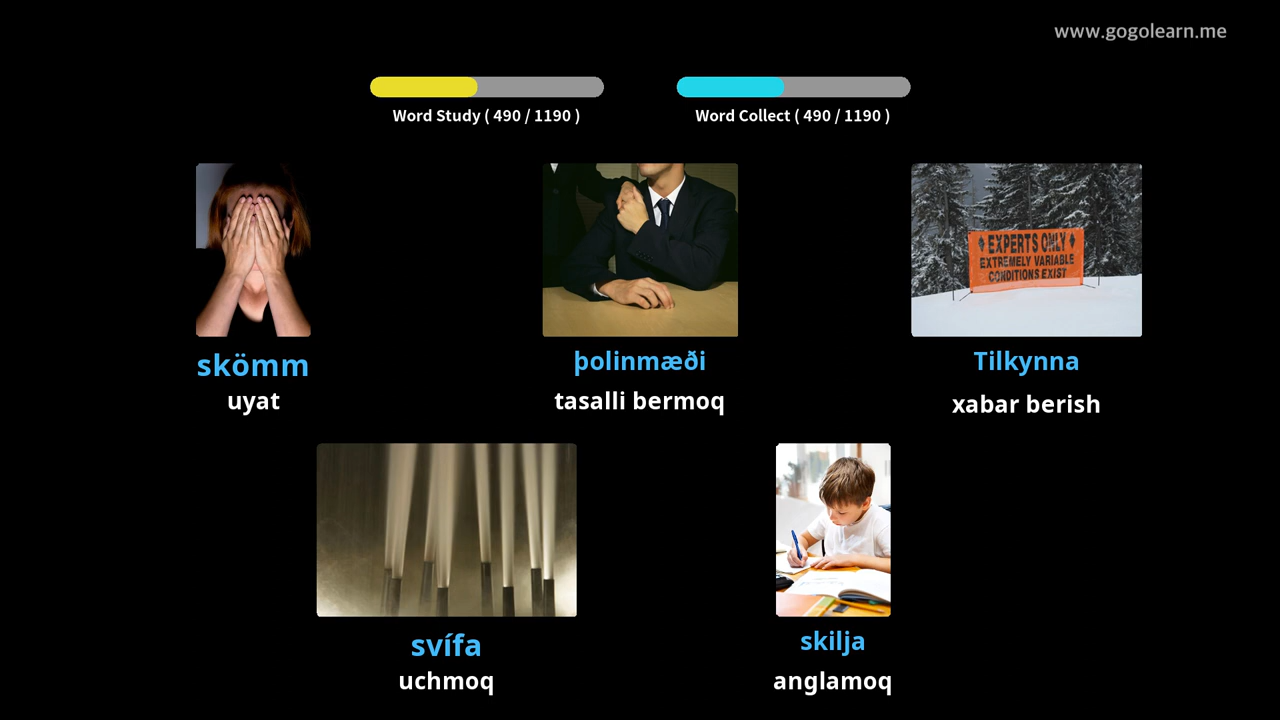 www.gogolearn.me
Word Study ( 490 / 1190 )
Word Collect ( 490 / 1190 )
EXPERTS ONLY
EXTREMELY VARIABLE
CONDITIONS EXIST
skömm
uyat
þolinmæði
tasalli bermoq
Tilkynna
xabar berish
svífa
uchmoq
skilja
anglamoq